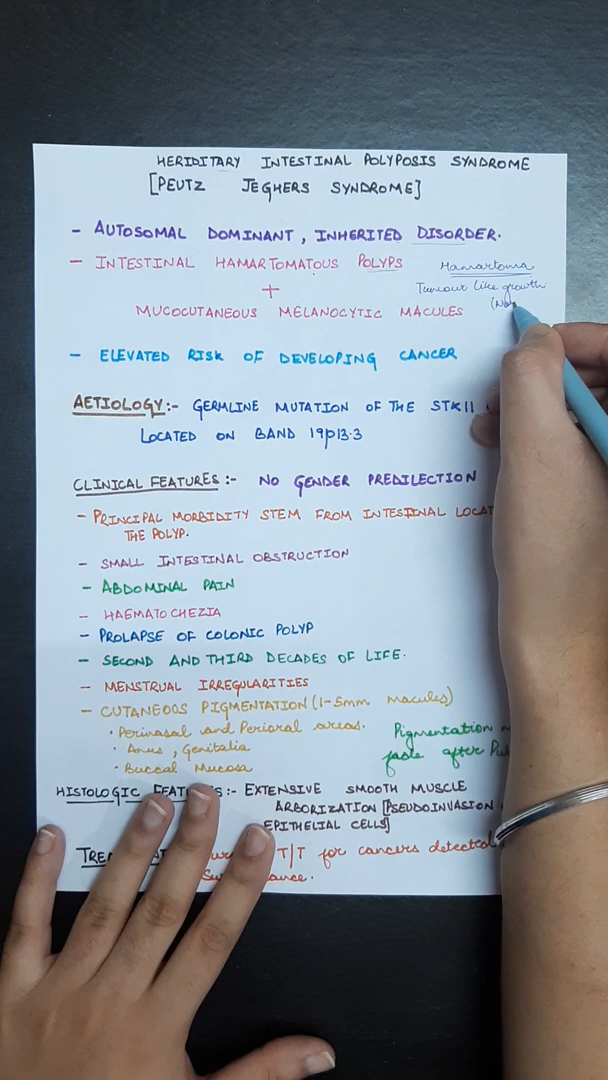 HERIDITARY INTESTINAL POLYPOSIS SYNDROME
[PEUTZ JEGHERS SYNDROME]
- AUTOSOMAL DOMINANT, INHERITED DISORDER.
- INTESTINAL HAMARTOMATOUS POLYPS
+
MUCOCUTANEOUS MELANOCYTIC MACULES
Hamartoma
Tumour like growth
- ELEVATED RISK OF DEVELOPING CANCER
AETIOLOGY :- GERMLINE MUTATION OF THE STK11
LOCATED ON BAND 19p13.3
CLINICAL FEATURES :- NO GENDER PREDILECTION
- PRINCIPAL MORBIDITY STEM FROM INTESTINAL LOCAT
THE POLYP.
- SMALL INTESTINAL OBSTRUCTION
- ABDOMINAL PAIN
- HAEMATOCHEZIA
- PROLAPSE OF COLONIC POLYP
- SECOND AND THIRD DECADES OF LIFE.
- MENSTRUAL IRREGULARITIES
- CUTANEOUS PIGMENTATION (1-5mm macules)
• Perinasal and Perioral areas.
• Anus, Genitalia
• Buccal Mucosa
Pigmentation
fade after Pu
HISTOLOGIC FEATURES :- EXTENSIVE SMOOTH MUSCLE
ARBORIZATION [PSEUDOINVASION
EPITHELIAL CELLS]
T/T for cancers detected